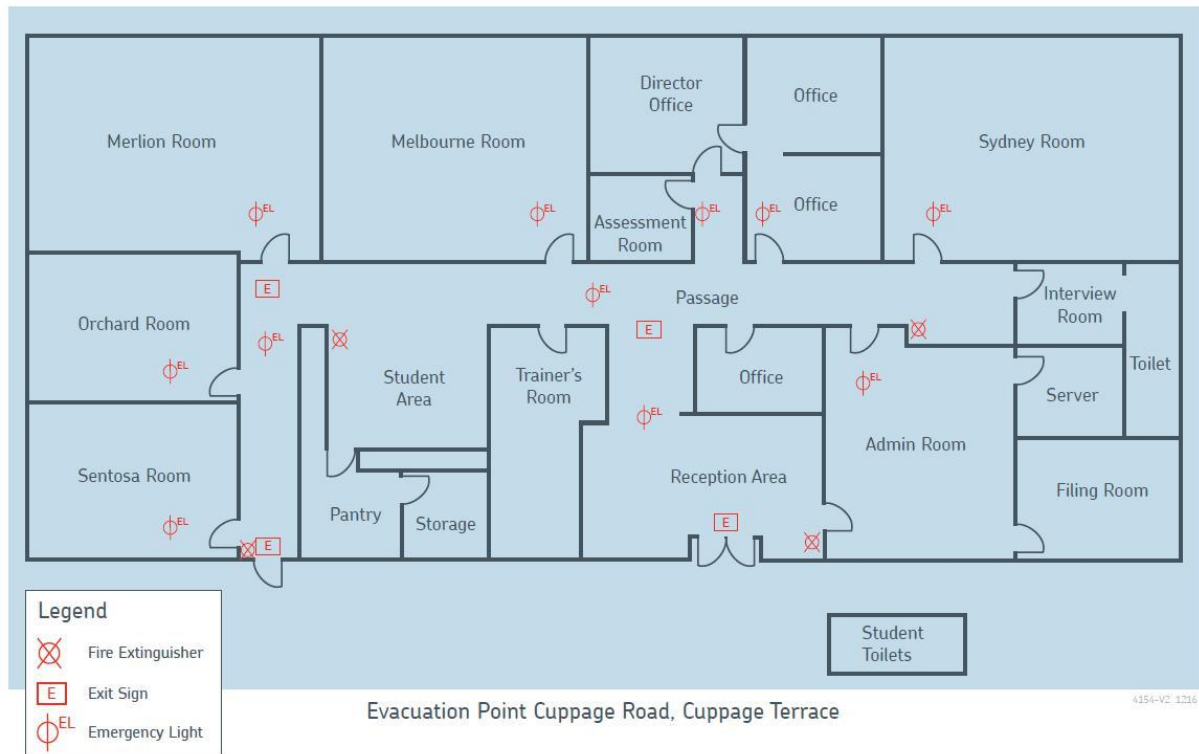 Merlion Room
Melbourne Room
Director
Office
Office
Sydney Room
EL
EL
Assessment
Room
EL
EL
Office
EL
E
EL
Passage
Interview
Room
Orchard Room
EL
EL
E
Student
Area
Trainer's
Room
Office
EL
Server
Toilet
EL
Sentosa Room
EL
Pantry
Storage
Reception Area
Admin Room
Filing Room
E
E
Legend
Fire Extinguisher
E
Exit Sign
EL
Emergency Light
Student
Toilets
Evacuation Point Cuppage Road, Cuppage Terrace
4154-V2 1216